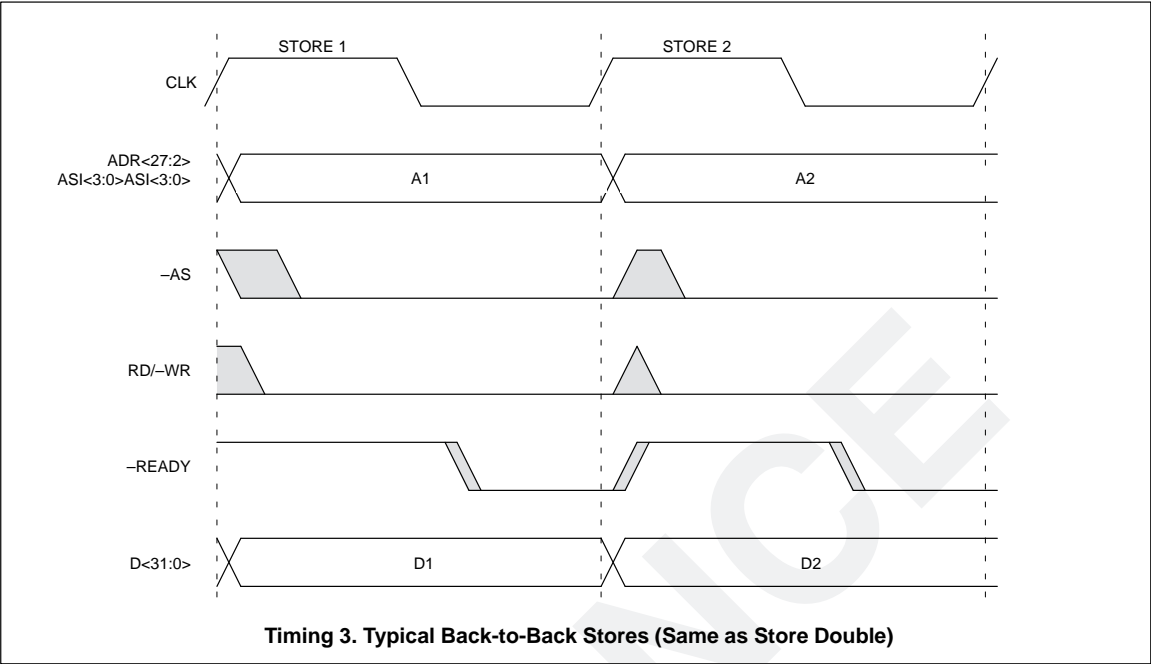 STORE 1
STORE 2
CLK
ADR<27:2>
ASI<3:0>ASI<3:0>
A1
A2
–AS
RD/–WR
–READY
D<31:0>
D1
D2
Timing 3. Typical Back-to-Back Stores (Same as Store Double)
NCE